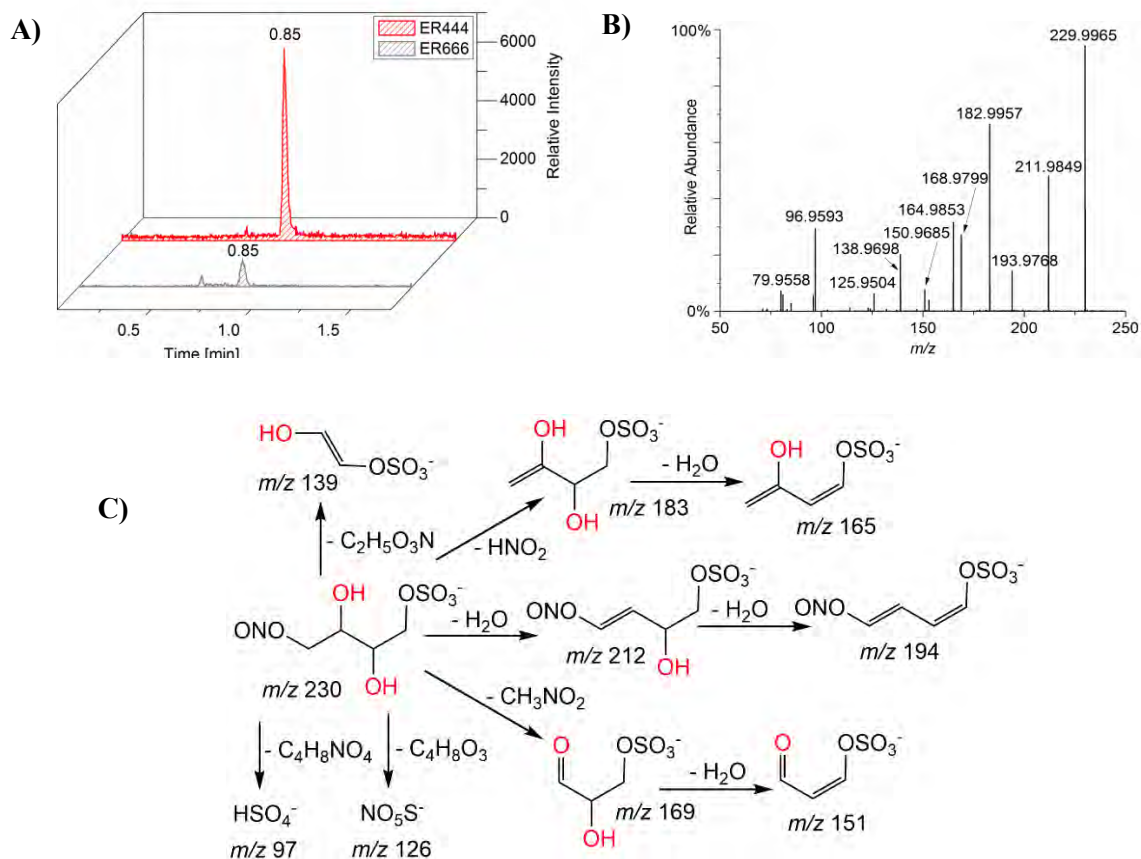 A)
ER444
ER666
0.85
0.85
6000
4000
2000
0
Relative Intensity
0.5
1.0
1.5
Time [min]
B)
100%
0%
Relative Abundance
229.9965
182.9957
211.9849
168.9799
164.9853
150.9685
138.9698
193.9768
96.9593
125.9504
79.9558
50
100
150
200
250
m/z
C)
HO
OSO₃⁻
m/z 139
OH
OSO₃⁻
OH
m/z 183
- H₂O
OH
OSO₃⁻
m/z 165
- C₂H₅O₃N
- HNO₂
ONO
OH
OSO₃⁻
OH
m/z 230
- H₂O
ONO
OSO₃⁻
OH
m/z 212
- H₂O
ONO
OSO₃⁻
m/z 194
- CH₃NO₂
- C₄H₈NO₄
- C₄H₈O₃
HSO₄⁻
m/z 97
NO₅S⁻
m/z 126
O
OSO₃⁻
OH
m/z 169
- H₂O
O
OSO₃⁻
m/z 151